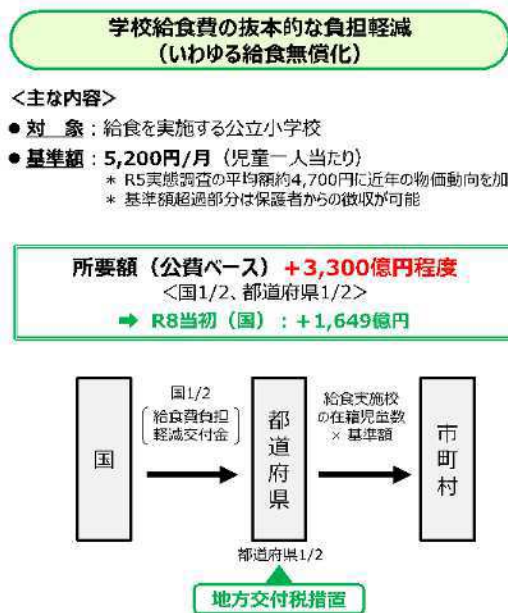 学校給食費の抜本的な負担軽減
(いわゆる給食無償化)
<主な内容>
● 対 象:給食を実施する公立小学校
● 基準額:5,200円/月(児童一人当たり)
* R5実態調査の平均額約4,700円に近年の物価動向を加
* 基準額超過部分は保護者からの徴収が可能
所要額(公費ベース)+3,300億円程度
<国1/2、都道府県1/2>
➡ R8当初(国):+1,649億円
国
国1/2
給食費負担
軽減交付金
都道府県
給食実施校
の在籍児童数
× 基準額
市町村
都道府県1/2
地方交付税措置